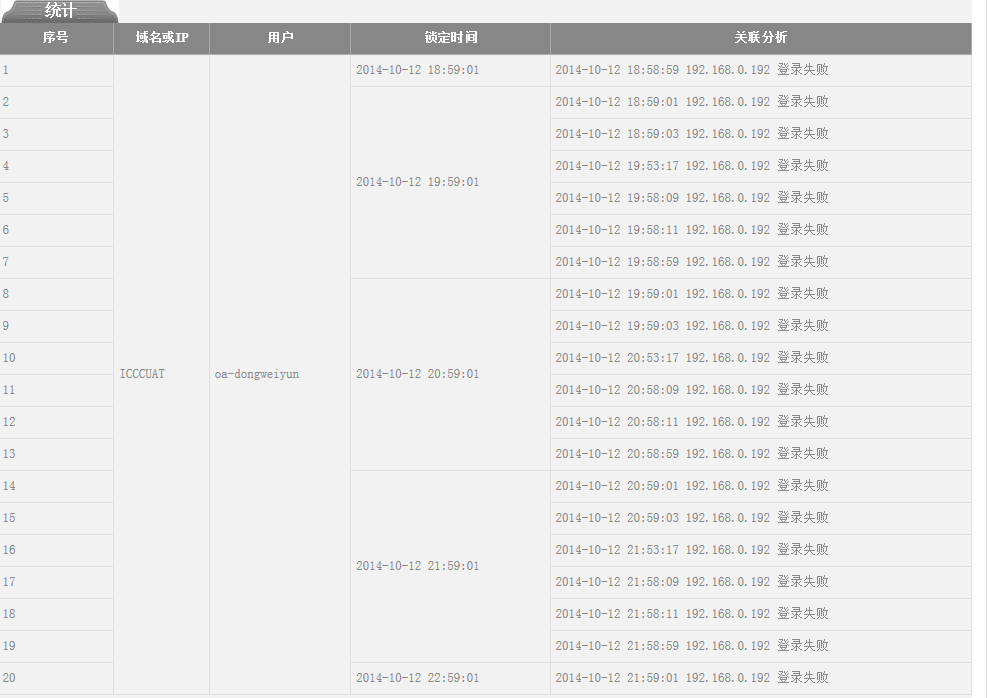 统计
序号 域名或IP 用户 锁定时间 关联分析
1 2014-10-12 18:59:01 2014-10-12 18:58:59 192.168.0.192 登录失败
2 2014-10-12 18:59:01 192.168.0.192 登录失败
3 2014-10-12 18:59:03 192.168.0.192 登录失败
4 2014-10-12 19:53:17 192.168.0.192 登录失败
2014-10-12 19:59:01
5 2014-10-12 19:58:09 192.168.0.192 登录失败
6 2014-10-12 19:58:11 192.168.0.192 登录失败
7 2014-10-12 19:58:59 192.168.0.192 登录失败
8 2014-10-12 19:59:01 192.168.0.192 登录失败
9 2014-10-12 19:59:03 192.168.0.192 登录失败
10 2014-10-12 20:53:17 192.168.0.192 登录失败
ICCCUAT oa-dongweiyun 2014-10-12 20:59:01
11 2014-10-12 20:58:09 192.168.0.192 登录失败
12 2014-10-12 20:58:11 192.168.0.192 登录失败
13 2014-10-12 20:58:59 192.168.0.192 登录失败
14 2014-10-12 20:59:01 192.168.0.192 登录失败
15 2014-10-12 20:59:03 192.168.0.192 登录失败
16 2014-10-12 21:53:17 192.168.0.192 登录失败
2014-10-12 21:59:01
17 2014-10-12 21:58:09 192.168.0.192 登录失败
18 2014-10-12 21:58:11 192.168.0.192 登录失败
19 2014-10-12 21:58:59 192.168.0.192 登录失败
20 2014-10-12 22:59:01 2014-10-12 21:59:01 192.168.0.192 登录失败